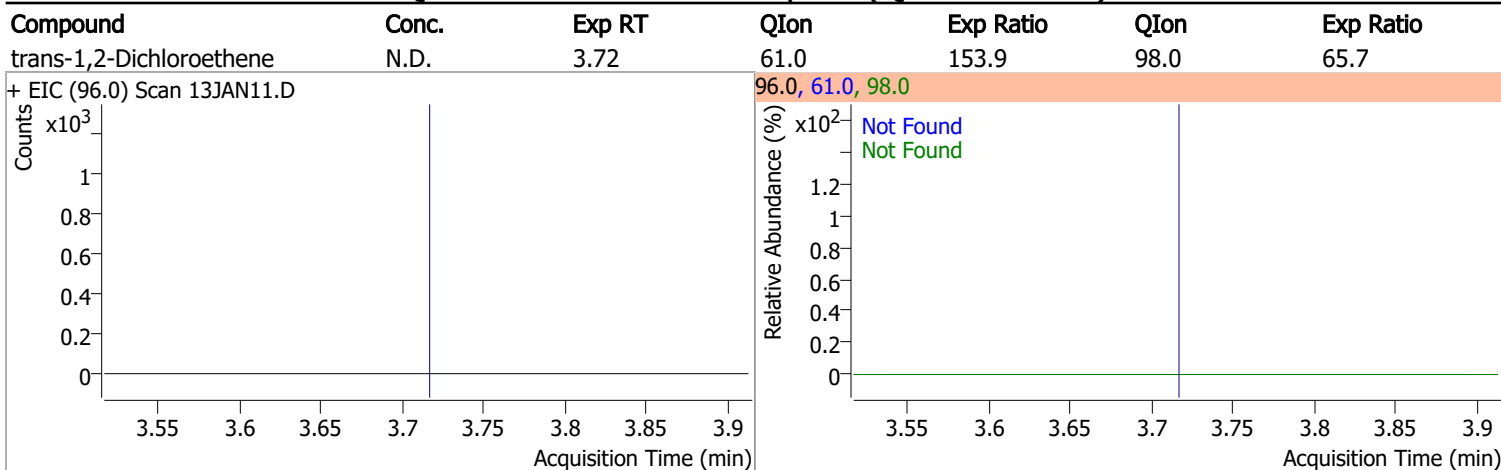 Compound Conc. Exp RT QIon Exp Ratio QIon Exp Ratio
trans-1,2-Dichloroethene N.D. 3.72 61.0 153.9 98.0 65.7
+ EIC (96.0) Scan 13JAN11.D
Counts
x10³
1
0.8
0.6
0.4
0.2
0
3.55 3.6 3.65 3.7 3.75 3.8 3.85 3.9
Acquisition Time (min)
96.0, 61.0, 98.0
Relative Abundance (%)
x10²
Not Found
Not Found
1.2
1
0.8
0.6
0.4
0.2
0
3.55 3.6 3.65 3.7 3.75 3.8 3.85 3.9
Acquisition Time (min)